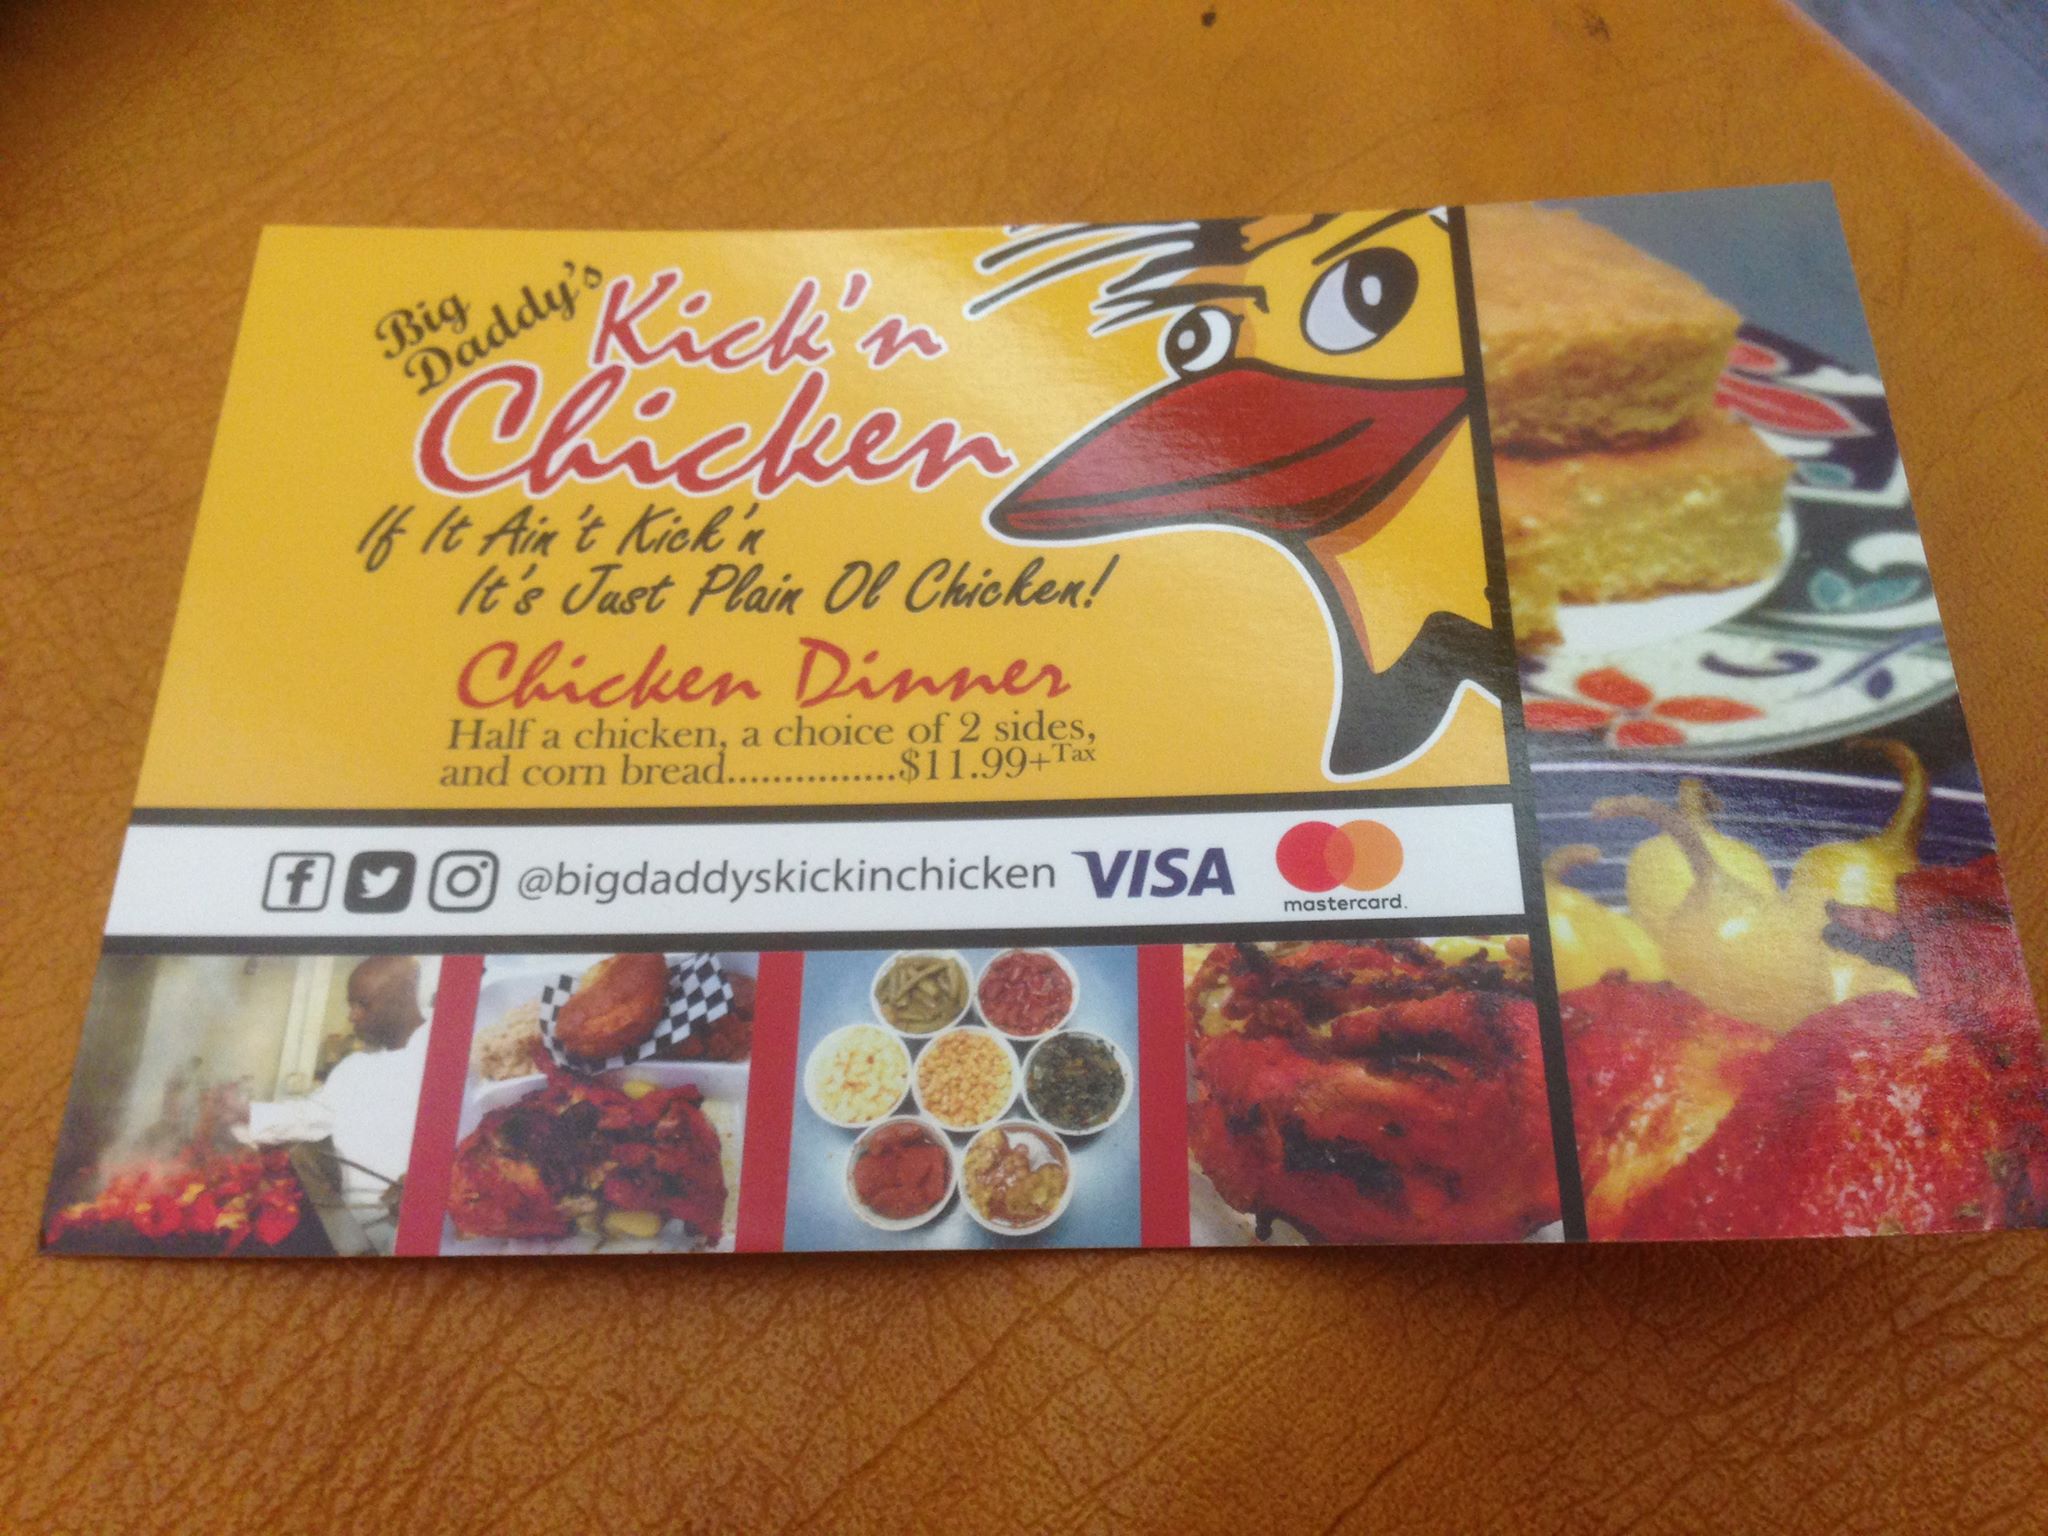 Big
Daddy's
Kick'n
Chicken
If It Ain't Kick'n
It's Just Plain Ol Chicken!
Chicken Dinner
Half a chicken, a choice of 2 sides,
and corn bread...............$11.99+Tax
@bigdaddyskickinchicken VISA mastercard.